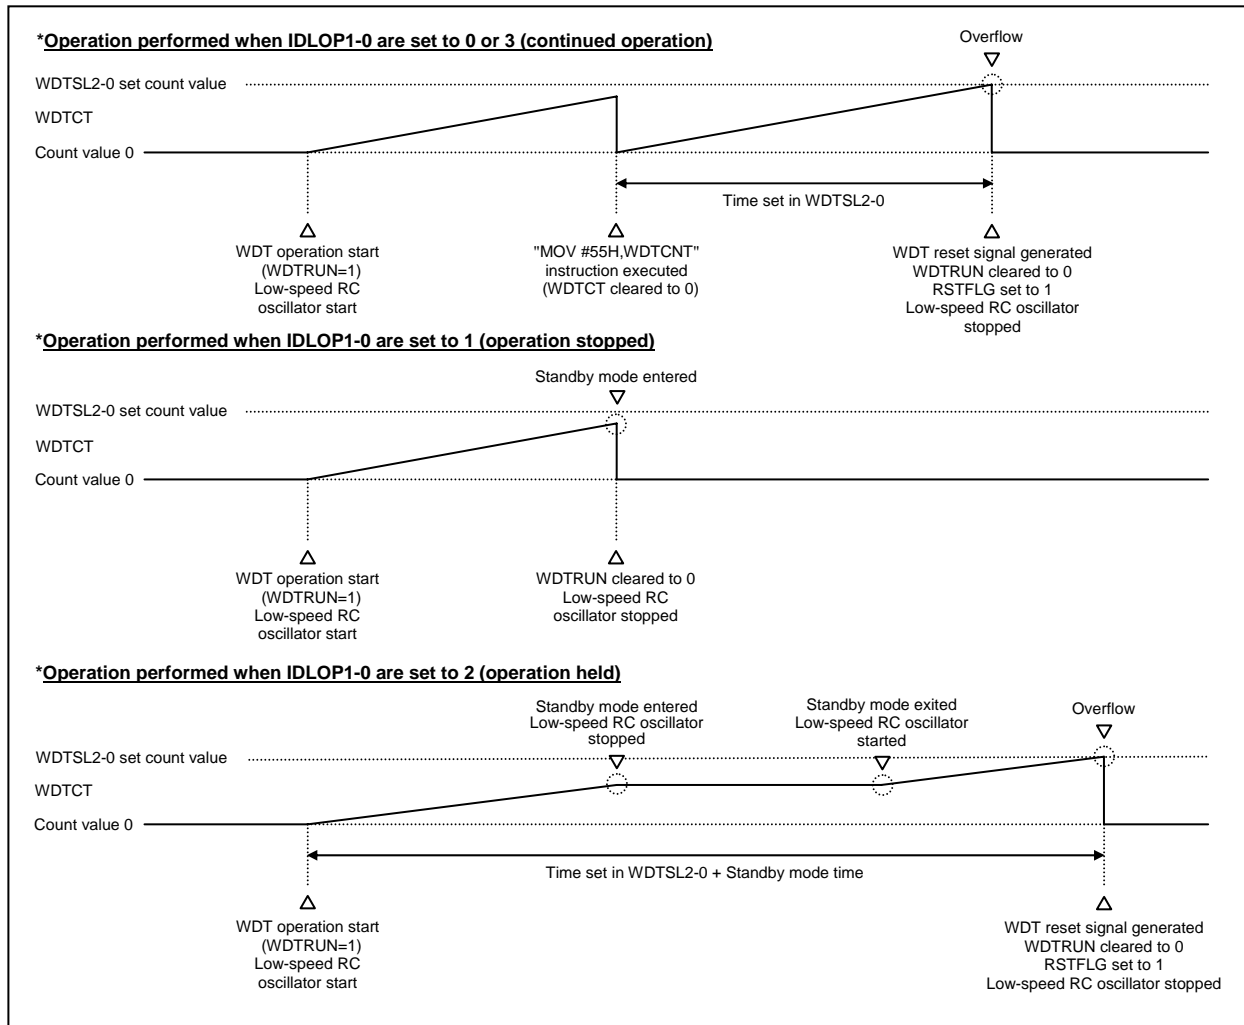 *Operation performed when IDLOP1-0 are set to 0 or 3 (continued operation)
Overflow
WDTSL2-0 set count value
WDTCT
Count value 0
Time set in WDTSL2-0
WDT operation start
(WDTRUN=1)
Low-speed RC
oscillator start
"MOV #55H,WDTCNT"
instruction executed
(WDTCT cleared to 0)
WDT reset signal generated
WDTRUN cleared to 0
RSTFLG set to 1
Low-speed RC oscillator
stopped
*Operation performed when IDLOP1-0 are set to 1 (operation stopped)
Standby mode entered
WDTSL2-0 set count value
WDTCT
Count value 0
WDT operation start
(WDTRUN=1)
Low-speed RC
oscillator start
WDTRUN cleared to 0
Low-speed RC
oscillator stopped
*Operation performed when IDLOP1-0 are set to 2 (operation held)
Standby mode entered
Low-speed RC oscillator
stopped
Standby mode exited
Low-speed RC oscillator
started
Overflow
WDTSL2-0 set count value
WDTCT
Count value 0
Time set in WDTSL2-0 + Standby mode time
WDT operation start
(WDTRUN=1)
Low-speed RC
oscillator start
WDT reset signal generated
WDTRUN cleared to 0
RSTFLG set to 1
Low-speed RC oscillator stopped